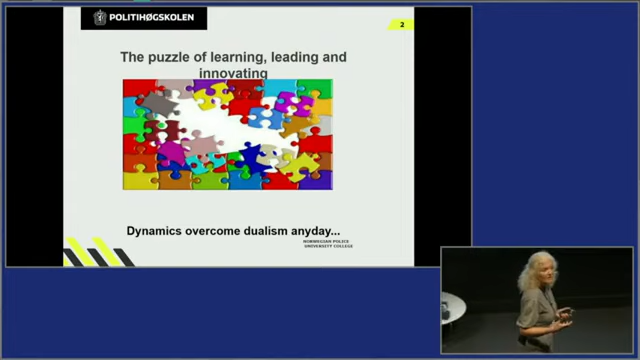 POLITIHØGSKOLEN
2
The puzzle of learning, leading and
innovating
Dynamics overcome dualism anyday...
NORWEGIAN POLICE
UNIVERSITY COLLEGE